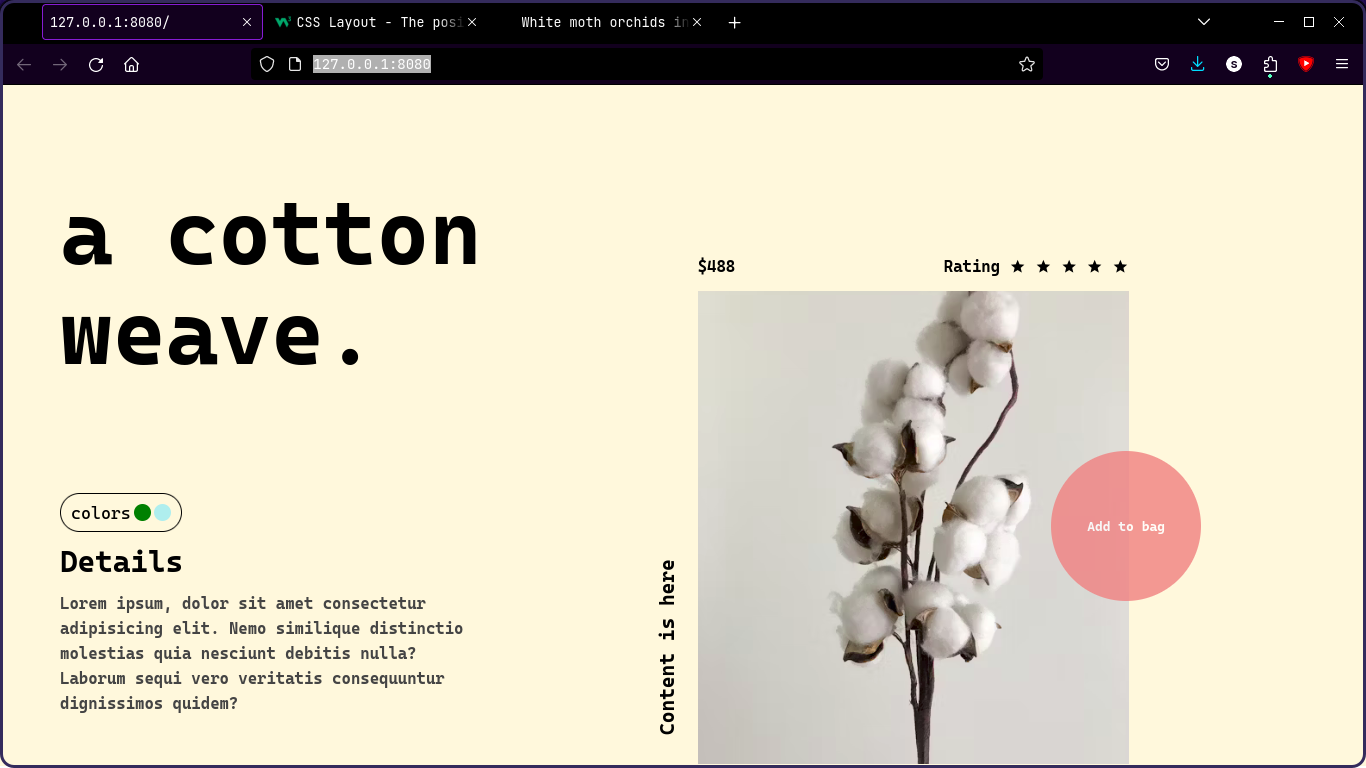 127.0.0.1:8080/
CSS Layout - The posi
White moth orchids in
127.0.0.1:8080
S
a cotton
weave.
$488
Rating
Add to bag
colors
Details
Content is here
Lorem ipsum, dolor sit amet consectetur
adipisicing elit. Nemo similique distinctio
molestias quia nesciunt debitis nulla?
Laborum sequi vero veritatis consequuntur
dignissimos quidem?